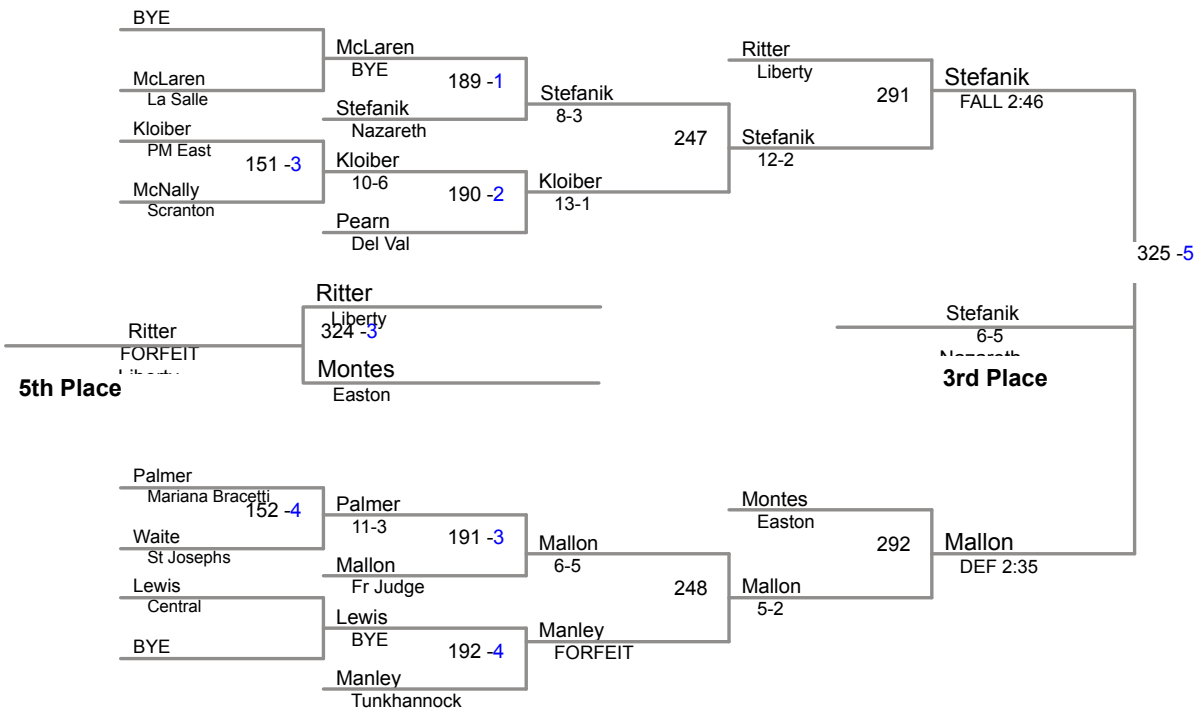 BYE
McLaren
La Salle
McLaren
BYE
189 -1
Stefanik
Nazareth
Stefanik
8-3
Kloiber
PM East
151 -3
McNally
Scranton
Kloiber
10-6
190 -2
Pearn
Del Val
Kloiber
13-1
247
Ritter
Liberty
291
Stefanik
12-2
Stefanik
FALL 2:46
325 -5
Ritter
FORFEIT
Liberty
5th Place
Ritter
Liberty
324 -3
Montes
Easton
Stefanik
6-5
Nazareth
3rd Place
Palmer
Mariana Bracetti
152 -4
Waite
St Josephs
Palmer
11-3
191 -3
Mallon
Fr Judge
Mallon
6-5
Lewis
Central
BYE
Lewis
BYE
192 -4
Manley
Tunkhannock
Manley
FORFEIT
248
Montes
Easton
292
Mallon
5-2
Mallon
DEF 2:35